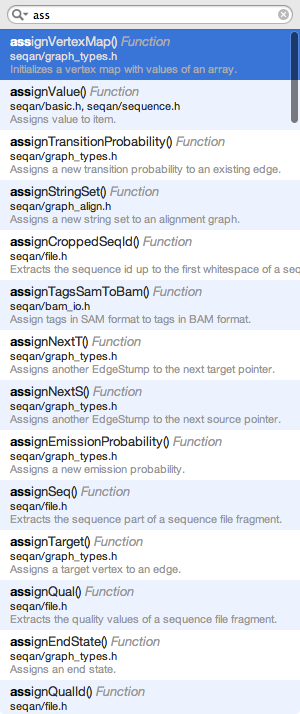 ass
assignVertexMap() Function
seqan/graph_types.h
Initializes a vertex map with values of an array.
assignValue() Function
seqan/basic.h, seqan/sequence.h
Assigns value to item.
assignTransitionProbability() Function
seqan/graph_types.h
Assigns a new transition probability to an existing edge.
assignStringSet() Function
seqan/graph_align.h
Assigns a new string set to an alignment graph.
assignCroppedSeqId() Function
seqan/file.h
Extracts the sequence id up to the first whitespace of a seq
assignTagsSamToBam() Function
seqan/bam_io.h
Assign tags in SAM format to tags in BAM format.
assignNextT() Function
seqan/graph_types.h
Assigns another EdgeStump to the next target pointer.
assignNextS() Function
seqan/graph_types.h
Assigns another EdgeStump to the next source pointer.
assignEmissionProbability() Function
seqan/graph_types.h
Assigns a new emission probability.
assignSeq() Function
seqan/file.h
Extracts the sequence part of a sequence file fragment.
assignTarget() Function
seqan/graph_types.h
Assigns a target vertex to an edge.
assignQual() Function
seqan/file.h
Extracts the quality values of a sequence file fragment.
assignEndState() Function
seqan/graph_types.h
Assigns an end state.
assignQualId() Function
seqan/file.h